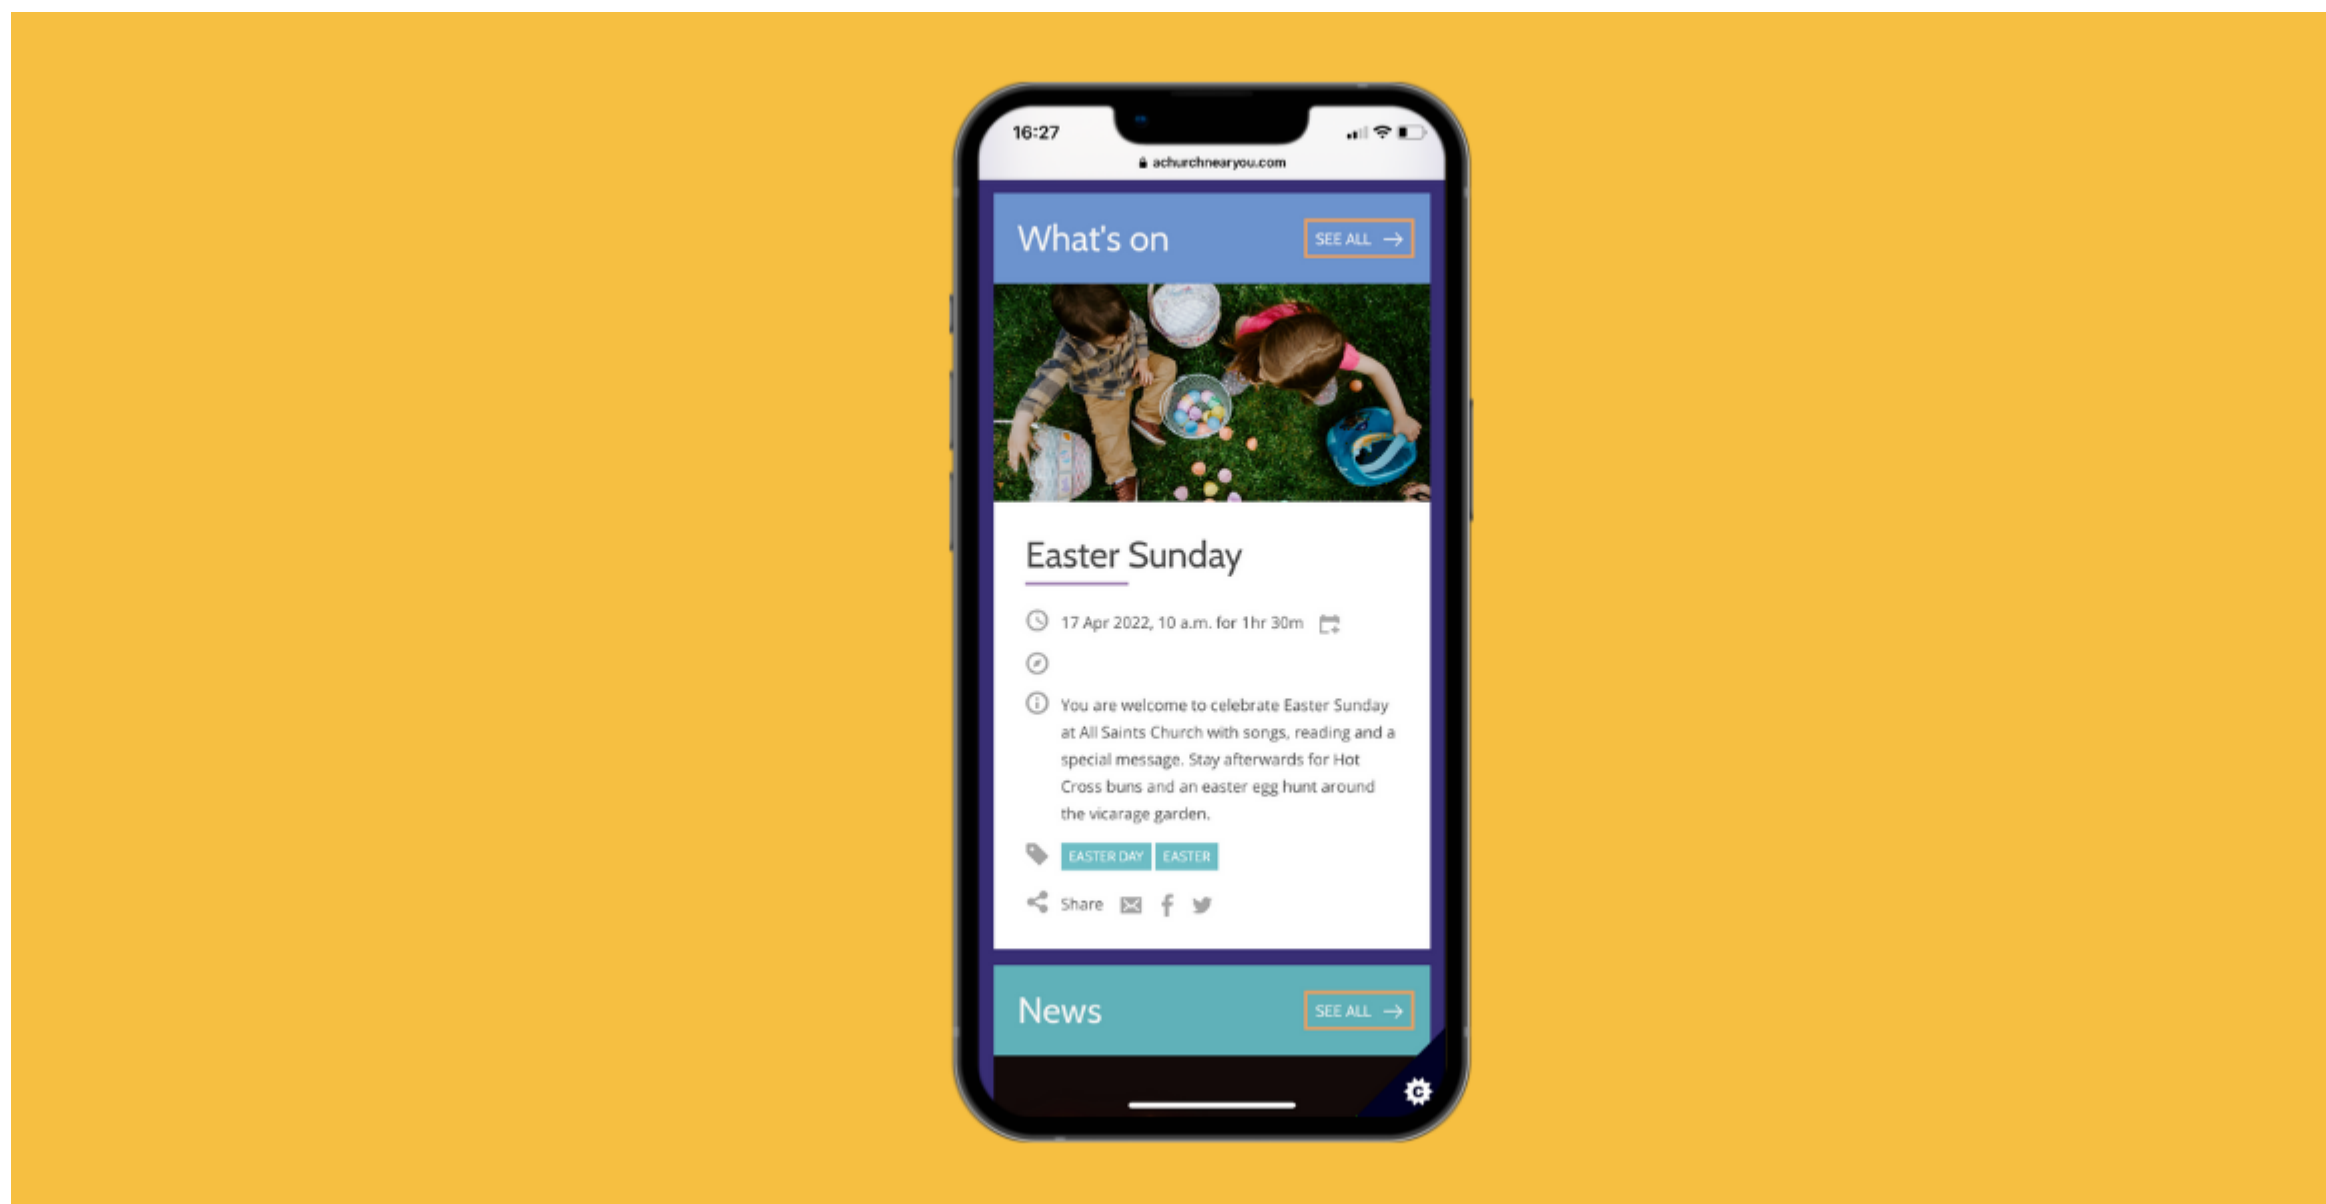 16:27
achurchnearyou.com
What's on
SEE ALL
Easter Sunday
17 Apr 2022, 10 a.m. for 1hr 30m
You are welcome to celebrate Easter Sunday
at All Saints Church with songs, reading and a
special message. Stay afterwards for Hot
Cross buns and an easter egg hunt around
the vicarage garden.
EASTER DAY EASTER
Share
News
SEE ALL